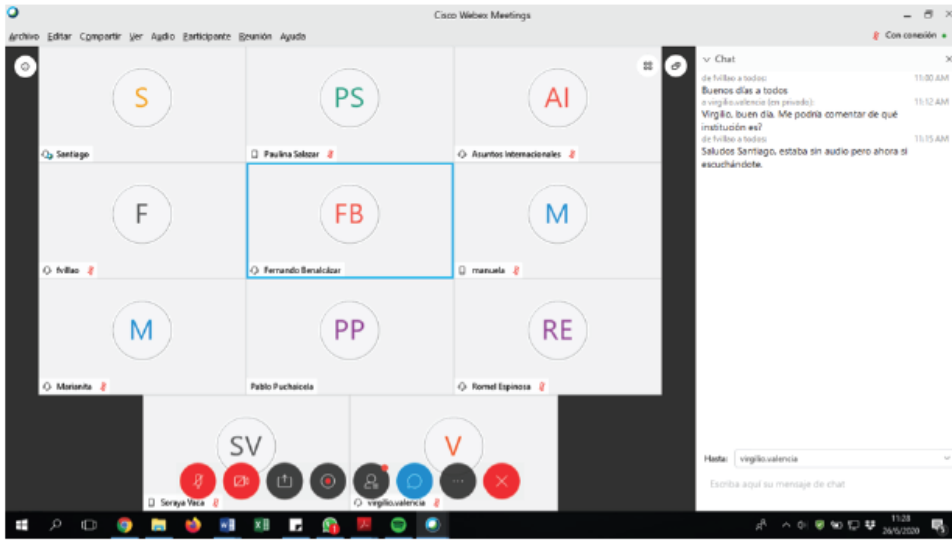 Cisco Webex Meetings
Archivo Editar Compartir Ver Audio Participante Reunión Ayuda
Con conexión
S
PS
AI
Santiago
Paulina Salazar
Asuntos Internacionales
F
FB
M
fvillao
Fernando Benalcázar
manuela
M
PP
RE
Marianita
Pablo Puchaicela
Romel Espinosa
SV
V
Soraya Vaca
virgilio.valencia
Chat
de fvillao a todos: 11:00 AM
Buenos días a todos
a virgilio.valencia (en privado): 11:12 AM
Virgilio, buen día. Me podría comentar de qué
institución es?
de fvillao a todos: 11:15 AM
Saludos Santiago, estaba sin audio pero ahora si
escuchándote.
Hasta: virgilio.valencia
Escriba aquí su mensaje de chat
11:28
26/5/2020